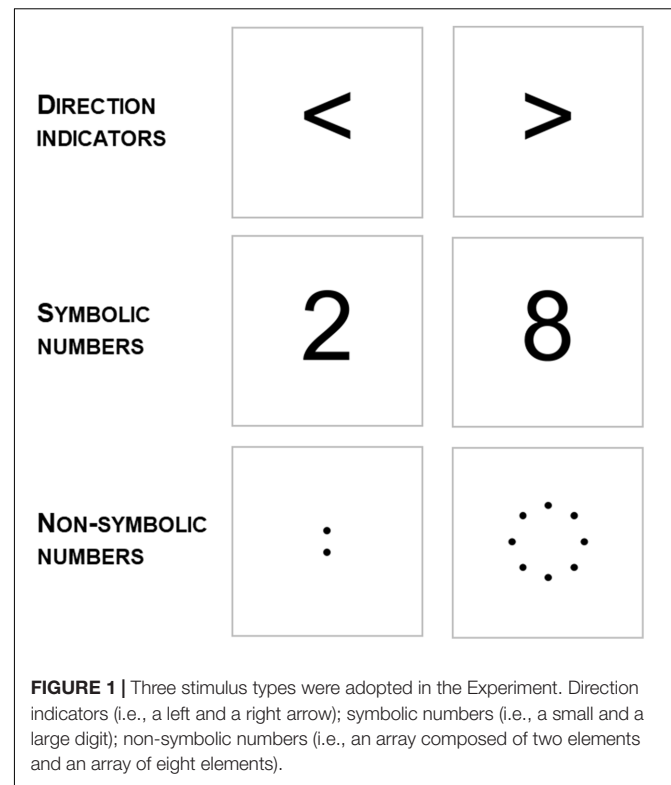 DIRECTION
INDICATORS
< >
SYMBOLIC
NUMBERS
2 8
NON-SYMBOLIC
NUMBERS
FIGURE 1 | Three stimulus types were adopted in the Experiment. Direction
indicators (i.e., a left and a right arrow); symbolic numbers (i.e., a small and a
large digit); non-symbolic numbers (i.e., an array composed of two elements
and an array of eight elements).